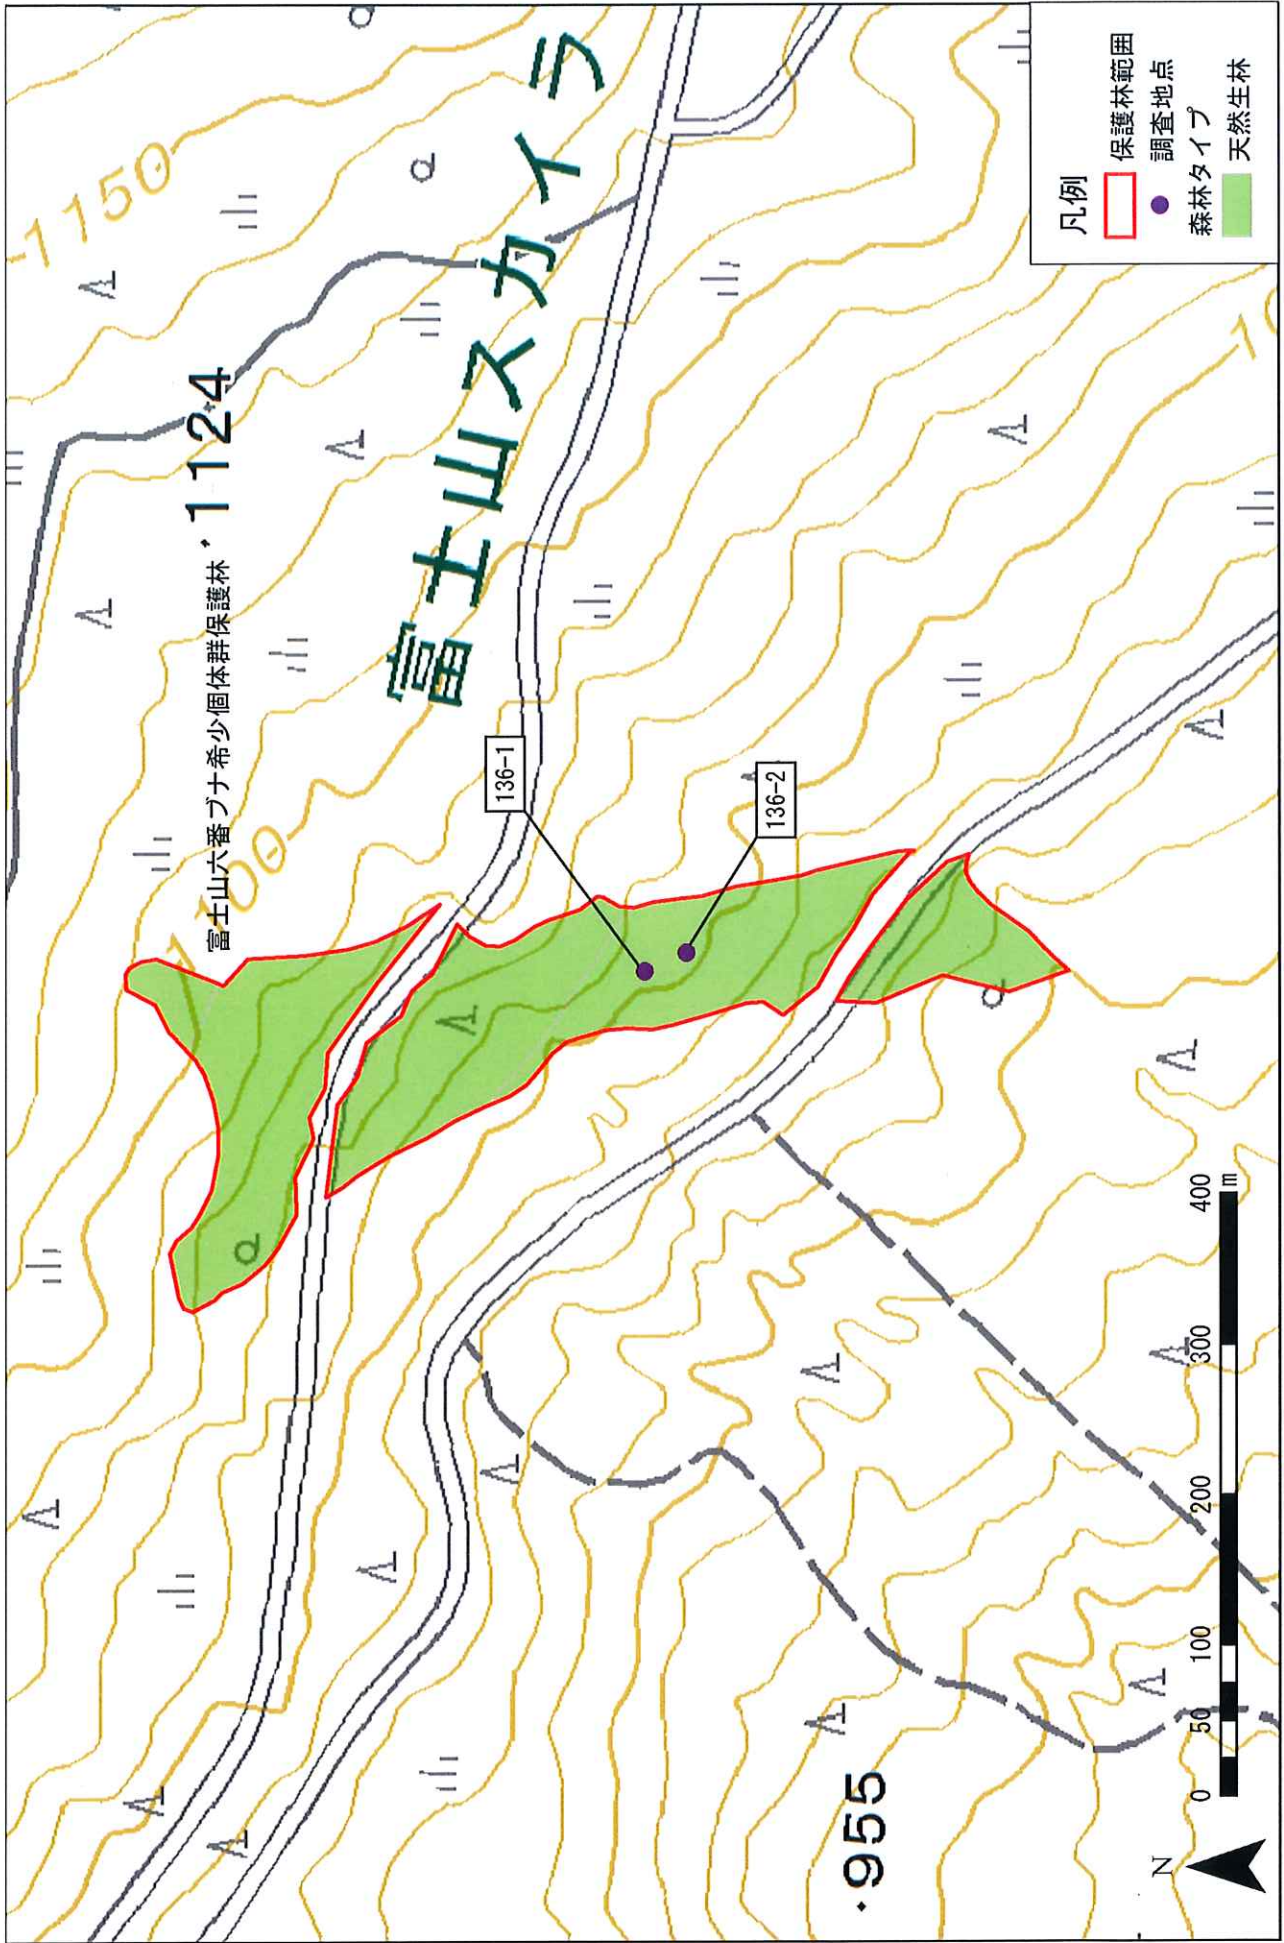 1150
・1124
富士山スカイラ
富士山六番ブナ希少個体群保護林
1100
136-1
136-2
10
・955
N
0 50 100 200 300 400
m
凡例
保護林範囲
調査地点
森林タイプ
天然生林